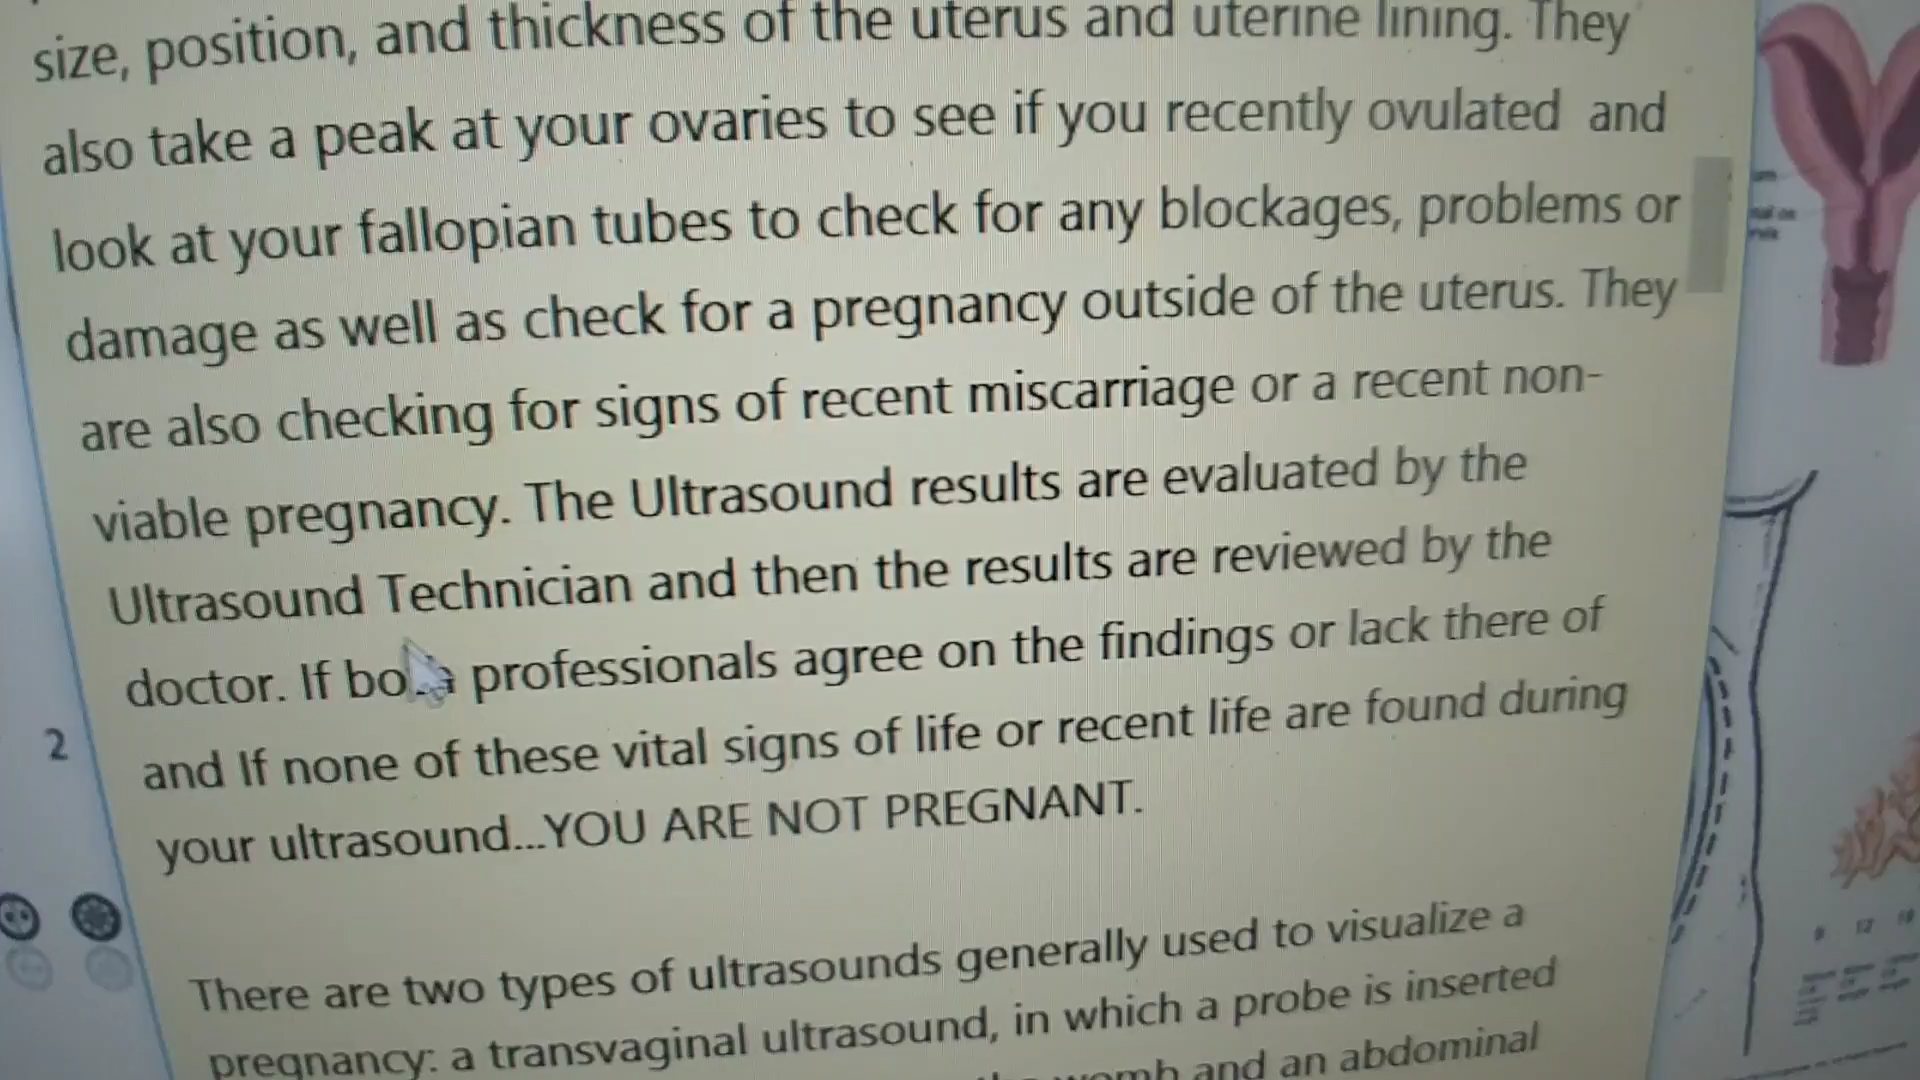 size, position, and thickness of the uterus and uterine lining. They
also take a peak at your ovaries to see if you recently ovulated and
look at your fallopian tubes to check for any blockages, problems or
damage as well as check for a pregnancy outside of the uterus. They
are also checking for signs of recent miscarriage or a recent non-
viable pregnancy. The Ultrasound results are evaluated by the
Ultrasound Technician and then the results are reviewed by the
doctor. If professionals agree on the findings or lack there of
and If none of these vital signs of life or recent life are found during
your ultrasound...YOU ARE NOT PREGNANT.
There are two types of ultrasounds generally used to visualize a
pregnancy: a transvaginal ultrasound, in which a probe is inserted
womb and an abdominal
2